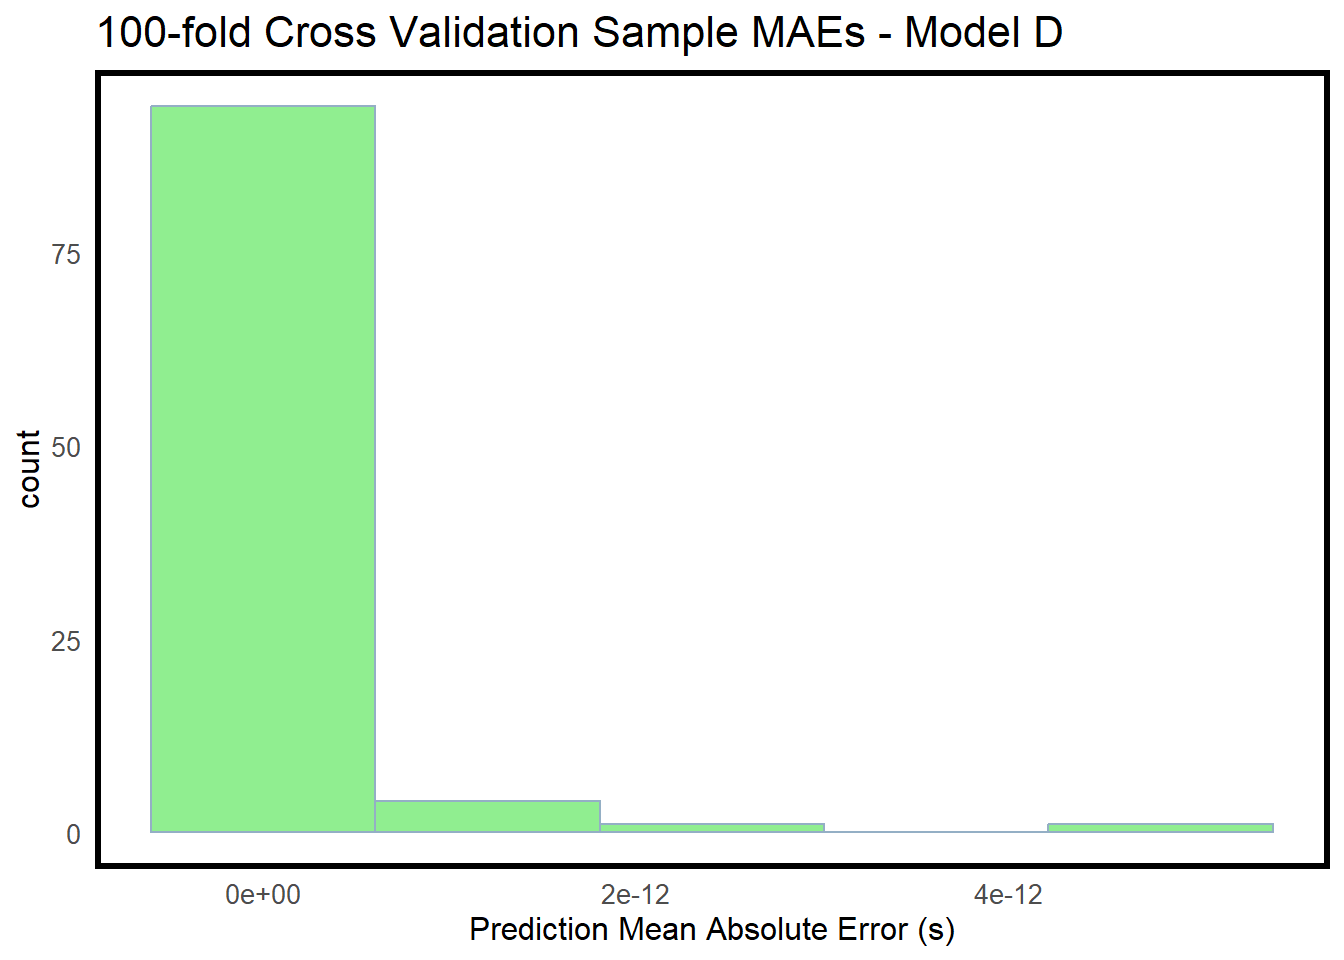 100-fold Cross Validation Sample MAEs - Model D
count
75
50
25
0
0e+00 2e-12 4e-12
Prediction Mean Absolute Error (s)